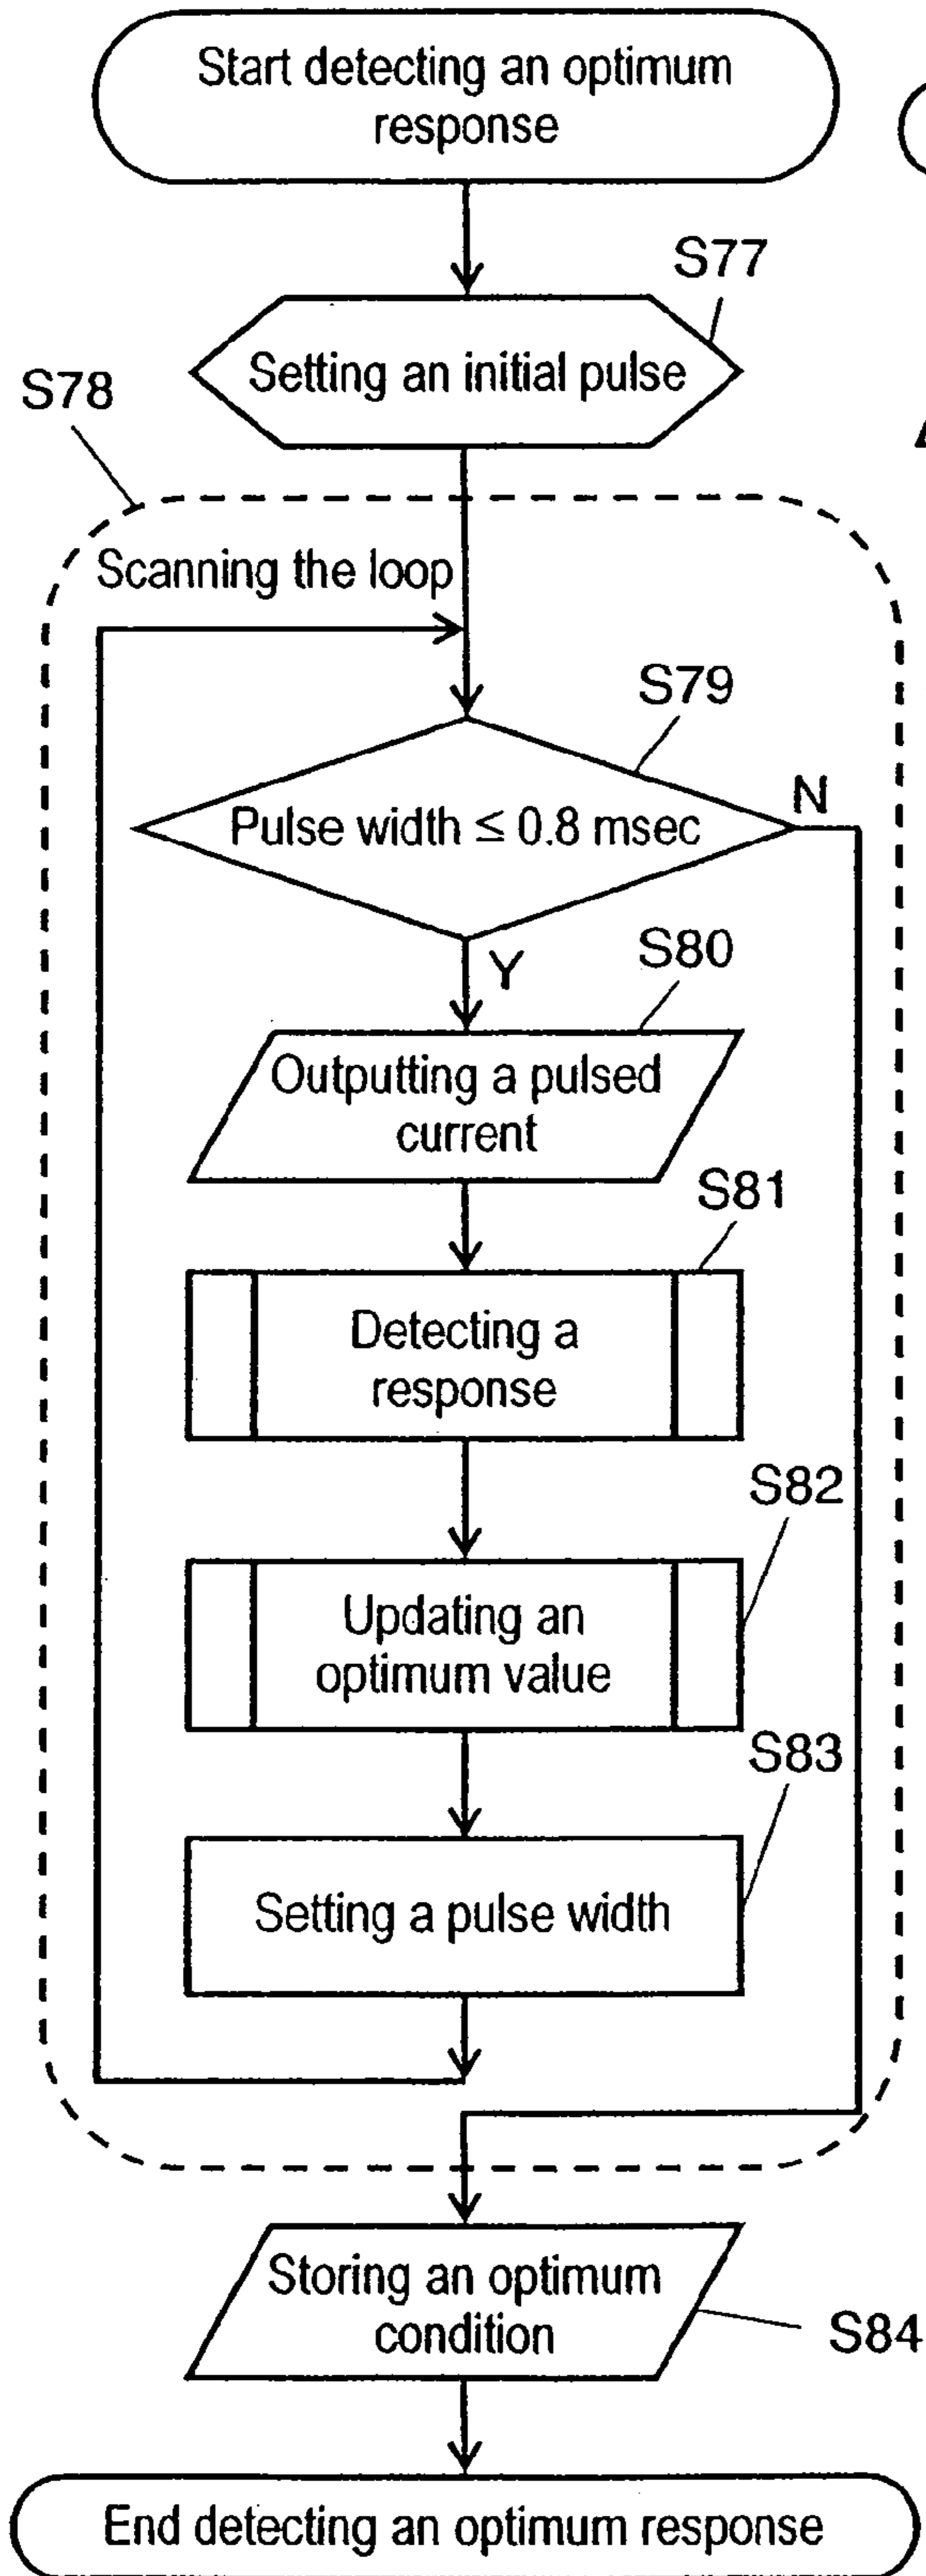 Start detecting an optimum
response
S77
Setting an initial pulse
S78
Scanning the loop
S79
Pulse width ≤ 0.8 msec
N
Y
S80
Outputting a pulsed
current
S81
Detecting a
response
S82
Updating an
optimum value
S83
Setting a pulse width
Storing an optimum
condition
S84
End detecting an optimum response